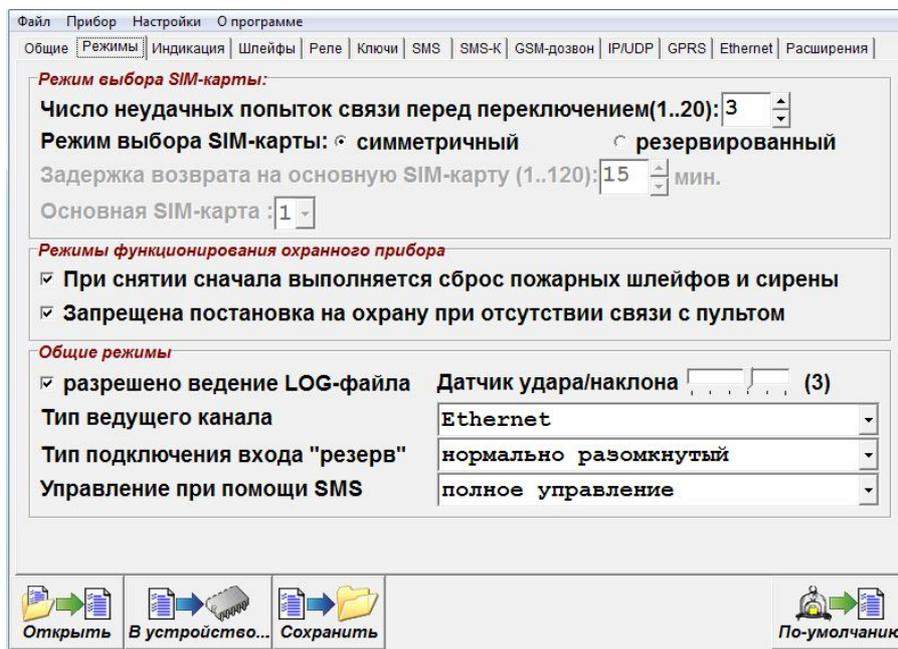 Файл Прибор Настройки О программе
Общие Режимы Индикация Шлейфы Реле Ключи SMS SMS-К GSM-дозвон IP/UDP GPRS Ethernet Расширения
Режим выбора SIM-карты:
Число неудачных попыток связи перед переключением(1..20): 3
Режим выбора SIM-карты: симметричный резервированный
Задержка возврата на основную SIM-карту (1..120): 15 мин.
Основная SIM-карта : 1
Режимы функционирования охранного прибора
При снятии сначала выполняется сброс пожарных шлейфов и сирены
Запрещена постановка на охрану при отсутствии связи с пультом
Общие режимы
разрешено ведение LOG-файла Датчик удара/наклона (3)
Тип ведущего канала Ethernet
Тип подключения входа "резерв" нормально разомкнутый
Управление при помощи SMS полное управление
Открыть В устройство... Сохранить По-умолчанию